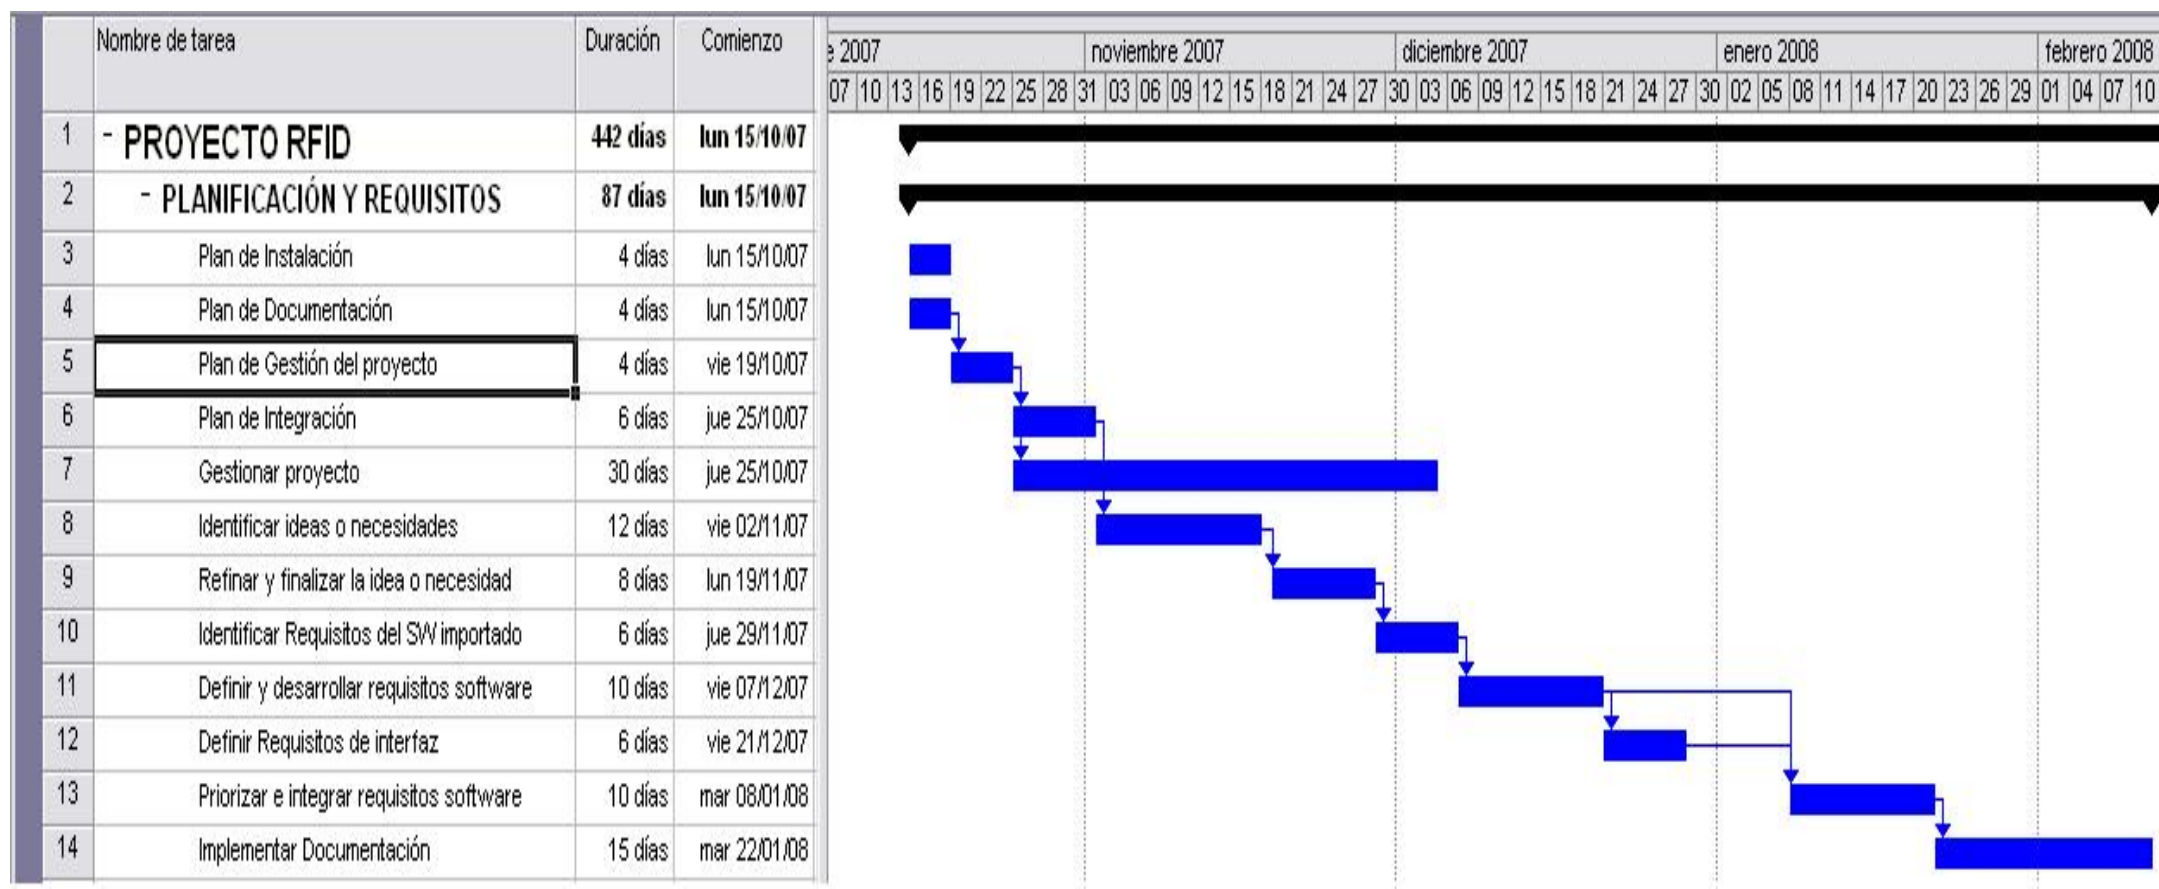 Nombre de tarea Duración Comienzo
e 2007 noviembre 2007 diciembre 2007 enero 2008 febrero 2008
07 10 13 16 19 22 25 28 31 03 06 09 12 15 18 21 24 27 30 03 06 09 12 15 18 21 24 27 30 02 05 08 11 14 17 20 23 26 29 01 04 07 10
1 - PROYECTO RFID 442 días lun 15/10/07
2 - PLANIFICACIÓN Y REQUISITOS 87 días lun 15/10/07
3 Plan de Instalación 4 días lun 15/10/07
4 Plan de Documentación 4 días lun 15/10/07
5 Plan de Gestión del proyecto 4 días vie 19/10/07
6 Plan de Integración 6 días jue 25/10/07
7 Gestionar proyecto 30 días jue 25/10/07
8 Identificar ideas o necesidades 12 días vie 02/11/07
9 Refinar y finalizar la idea o necesidad 8 días lun 19/11/07
10 Identificar Requisitos del SW importado 6 días jue 29/11/07
11 Definir y desarrollar requisitos software 10 días vie 07/12/07
12 Definir Requisitos de interfaz 6 días vie 21/12/07
13 Priorizar e integrar requisitos software 10 días mar 08/01/08
14 Implementar Documentación 15 días mar 22/01/08